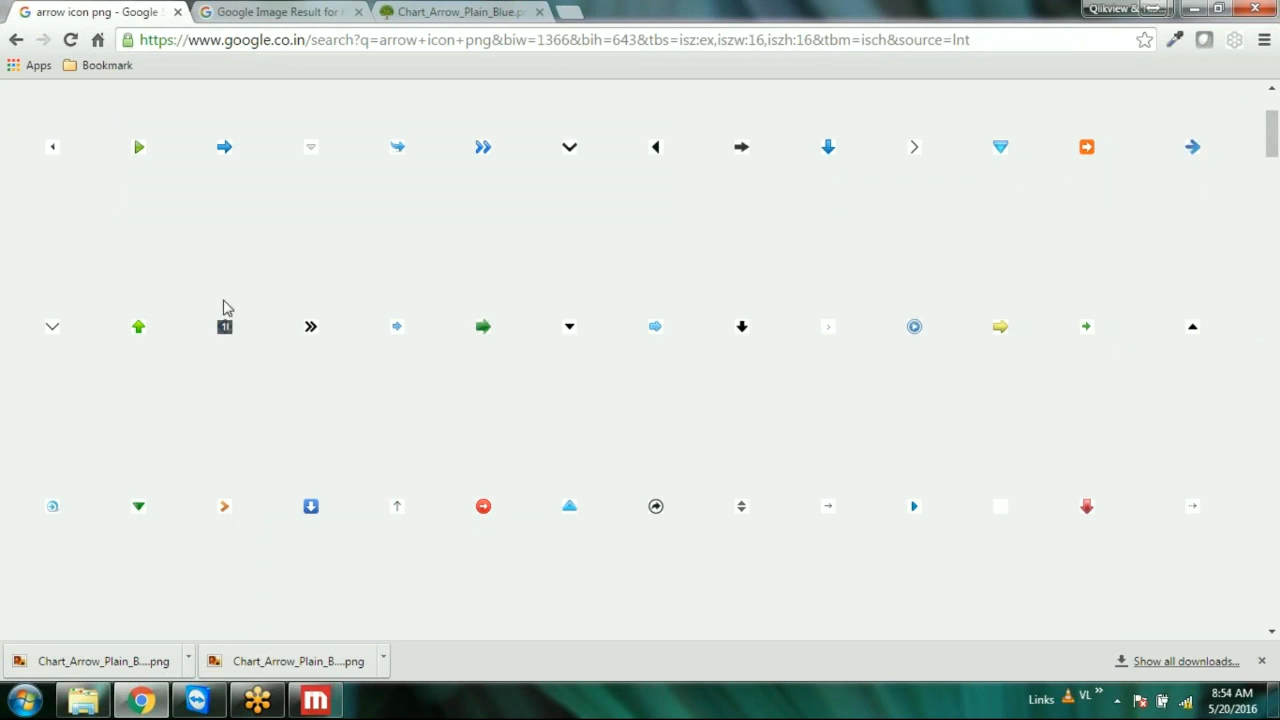 arrow icon png - Google S
Google Image Result for
Chart_Arrow_Plain_Blue.p
Qlikview &
https://www.google.co.in/search?q=arrow+icon+png&biw=1366&bih=643&tbs=isz:ex,iszw:16,iszh:16&tbm=isch&source=lnt
Apps
Bookmark
Chart_Arrow_Plain_B....png
Chart_Arrow_Plain_B....png
Show all downloads...
Links
VL
8:54 AM
5/20/2016